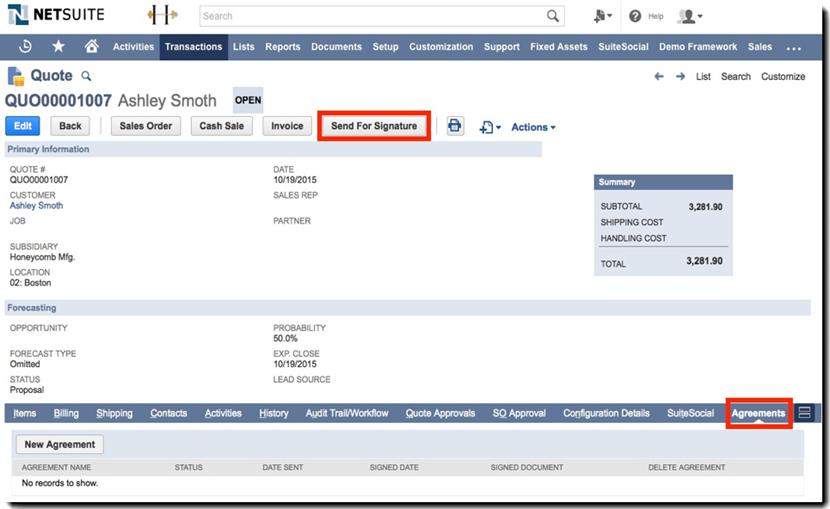 NETSUITE
Search
Help
Activities Transactions Lists Reports Documents Setup Customization Support Fixed Assets SuiteSocial Demo Framework Sales ...
Quote
List Search Customize
QUO00001007 Ashley Smoth OPEN
Edit Back Sales Order Cash Sale Invoice Send For Signature Actions
Primary Information
QUOTE #
QUO00001007
CUSTOMER
Ashley Smoth
JOB
SUBSIDIARY
Honeycomb Mfg.
LOCATION
02: Boston
DATE
10/19/2015
SALES REP
PARTNER
Summary
SUBTOTAL 3,281.90
SHIPPING COST
HANDLING COST
TOTAL 3,281.90
Forecasting
OPPORTUNITY
FORECAST TYPE
Omitted
STATUS
Proposal
PROBABILITY
50.0%
EXP. CLOSE
10/19/2015
LEAD SOURCE
Items Billing Shipping Contacts Activities History Audit Trail/Workflow Quote Approvals SO Approval Configuration Details SuiteSocial Agreements
New Agreement
AGREEMENT NAME STATUS DATE SENT SIGNED DATE SIGNED DOCUMENT DELETE AGREEMENT
No records to show.